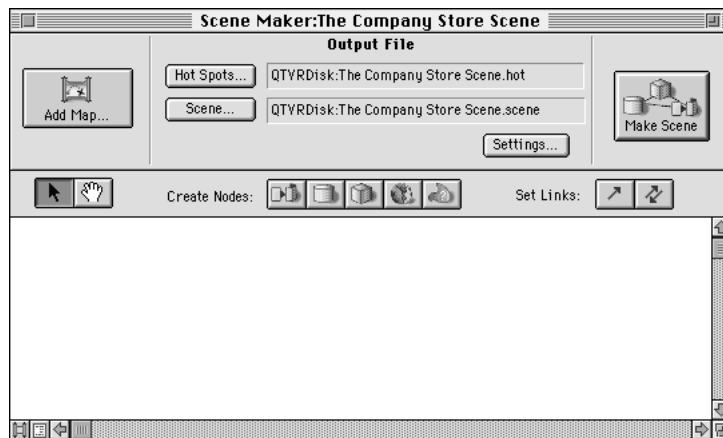 Scene Maker:The Company Store Scene
Output File
Add Map...
Hot Spots...
QTVRDisk:The Company Store Scene.hot
Scene...
QTVRDisk:The Company Store Scene.scene
Settings...
Make Scene
Create Nodes:
Set Links: